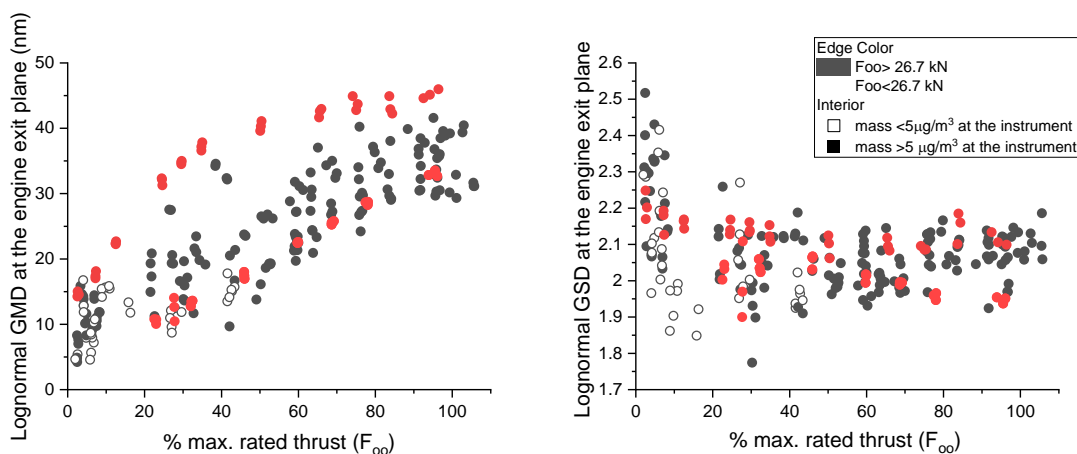 Lognormal GMD at the engine exit plane (nm)
50
40
30
20
10
0
0 20 40 60 80 100
% max. rated thrust (Foo)
Lognormal GSD at the engine exit plane
2.6
2.5
2.4
2.3
2.2
2.1
2.0
1.9
1.8
1.7
0 20 40 60 80 100
% max. rated thrust (Foo)
Edge Color
Foo> 26.7 kN
Foo<26.7 kN
Interior
mass <5μg/m³ at the instrument
mass >5 μg/m³ at the instrument